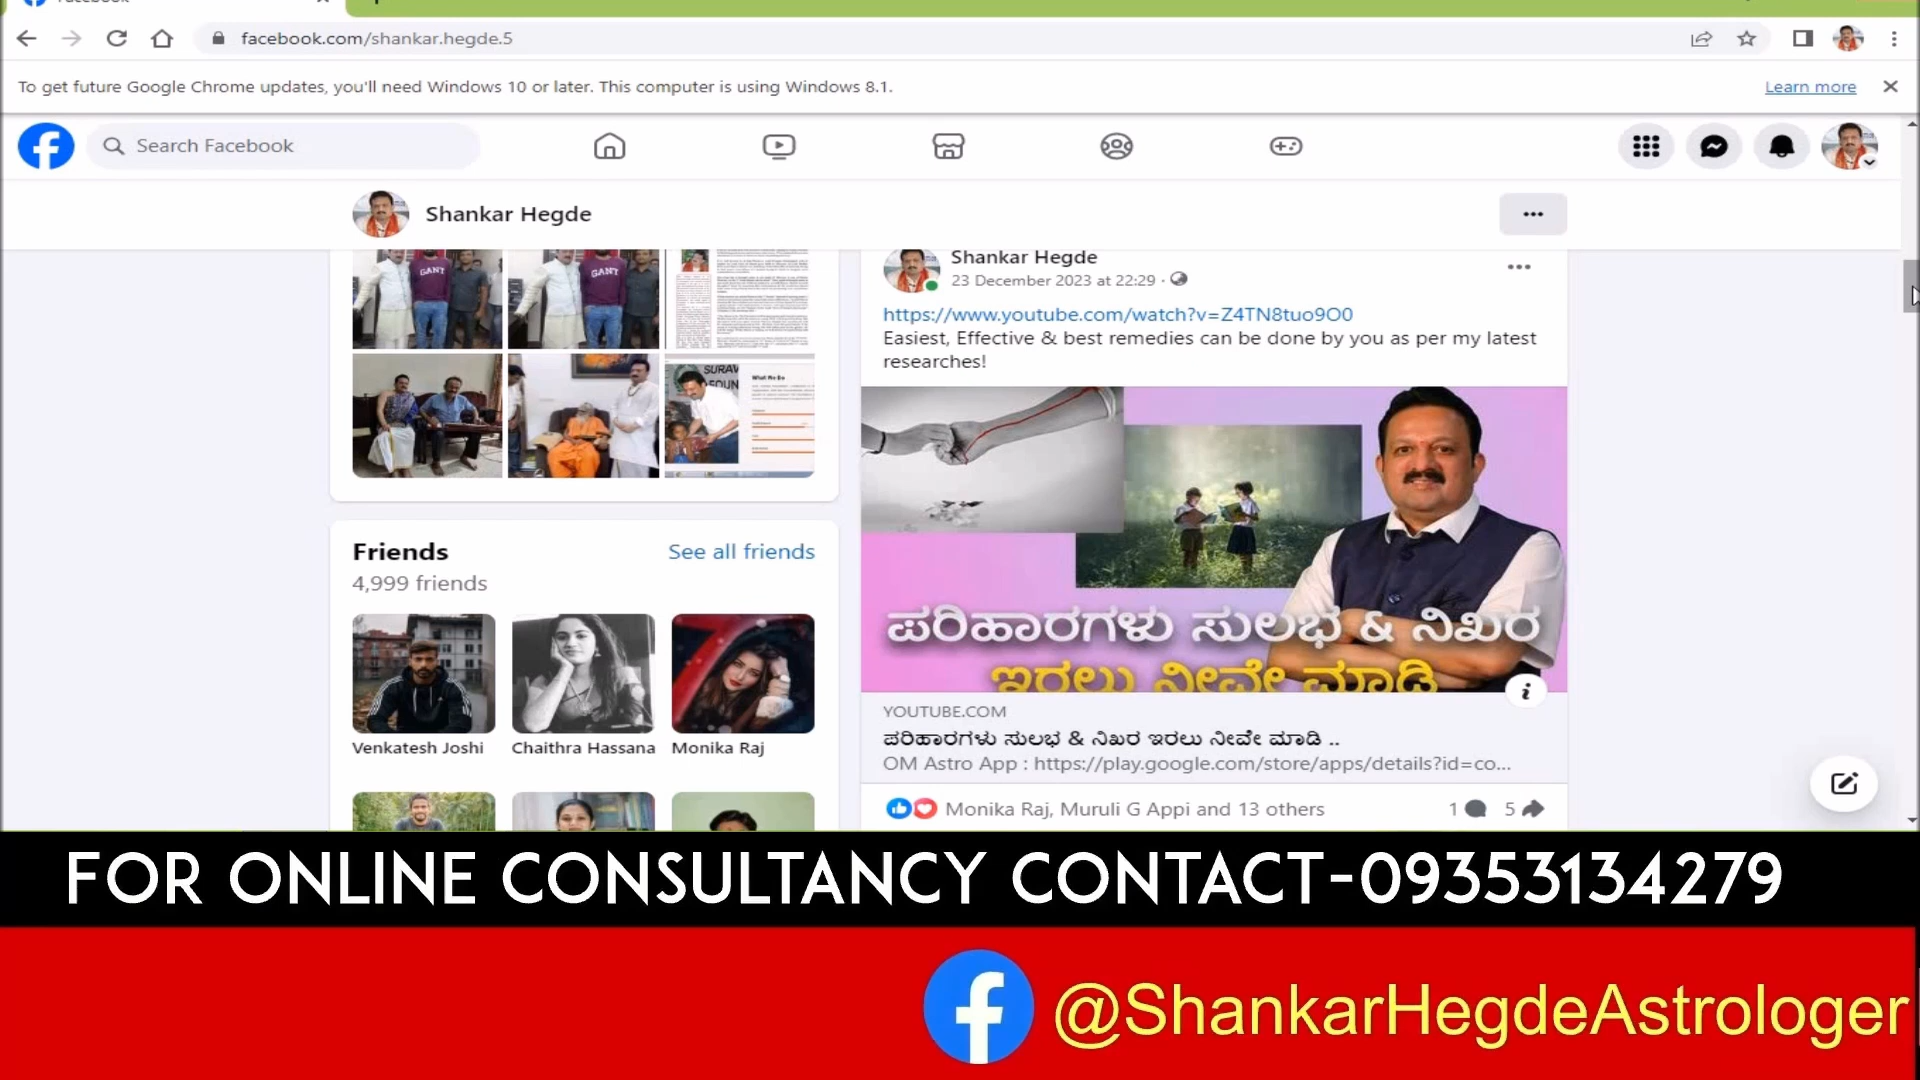 facebook.com/shankar.hegde.5
To get future Google Chrome updates, you'll need Windows 10 or later. This computer is using Windows 8.1.
Learn more
Search Facebook
Shankar Hegde
GANT
GANT
What We Do
Friends
See all friends
4,999 friends
Venkatesh Joshi
Chaithra Hassana
Monika Raj
Shankar Hegde
23 December 2023 at 22:29 ·
https://www.youtube.com/watch?v=Z4TN8tuo9O0
Easiest, Effective & best remedies can be done by you as per my latest
researches!
ಪರಿಹಾರಗಳು ಸುಲಭ & ನಿಖರ
ಇರಲು ನೀವೇ ಮಾಡಿ
YOUTUBE.COM
ಪರಿಹಾರಗಳು ಸುಲಭ & ನಿಖರ ಇರಲು ನೀವೇ ಮಾಡಿ ..
OM Astro App : https://play.google.com/store/apps/details?id=co...
Monika Raj, Muruli G Appi and 13 others
1
5
FOR ONLINE CONSULTANCY CONTACT-09353134279
@ShankarHegdeAstrologer